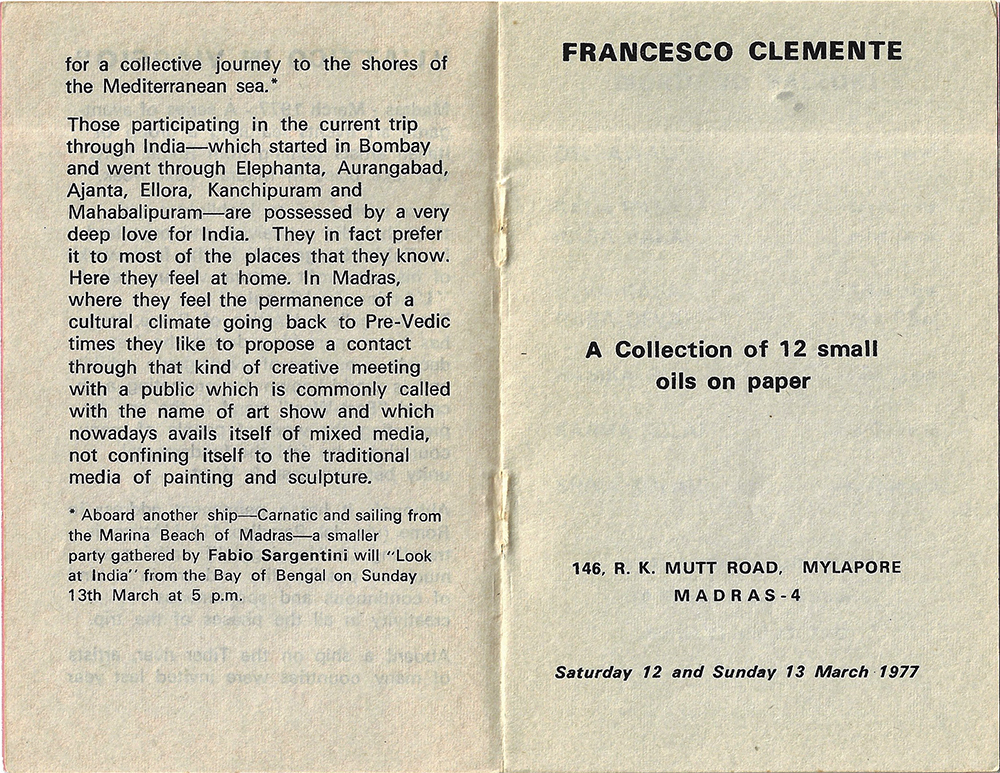 for a collective journey to the shores of
the Mediterranean sea.*
Those participating in the current trip
through India—which started in Bombay
and went through Elephanta, Aurangabad,
Ajanta, Ellora, Kanchipuram and
Mahabalipuram—are possessed by a very
deep love for India. They in fact prefer
it to most of the places that they know.
Here they feel at home. In Madras,
where they feel the permanence of a
cultural climate going back to Pre-Vedic
times they like to propose a contact
through that kind of creative meeting
with a public which is commonly called
with the name of art show and which
nowadays avails itself of mixed media,
not confining itself to the traditional
media of painting and sculpture.
* Aboard another ship—Carnatic and sailing from
the Marina Beach of Madras—a smaller
party gathered by Fabio Sargentini will "Look
at India" from the Bay of Bengal on Sunday
13th March at 5 p.m.
FRANCESCO CLEMENTE
A Collection of 12 small
oils on paper
146, R. K. MUTT ROAD, MYLAPORE
MADRAS-4
Saturday 12 and Sunday 13 March 1977